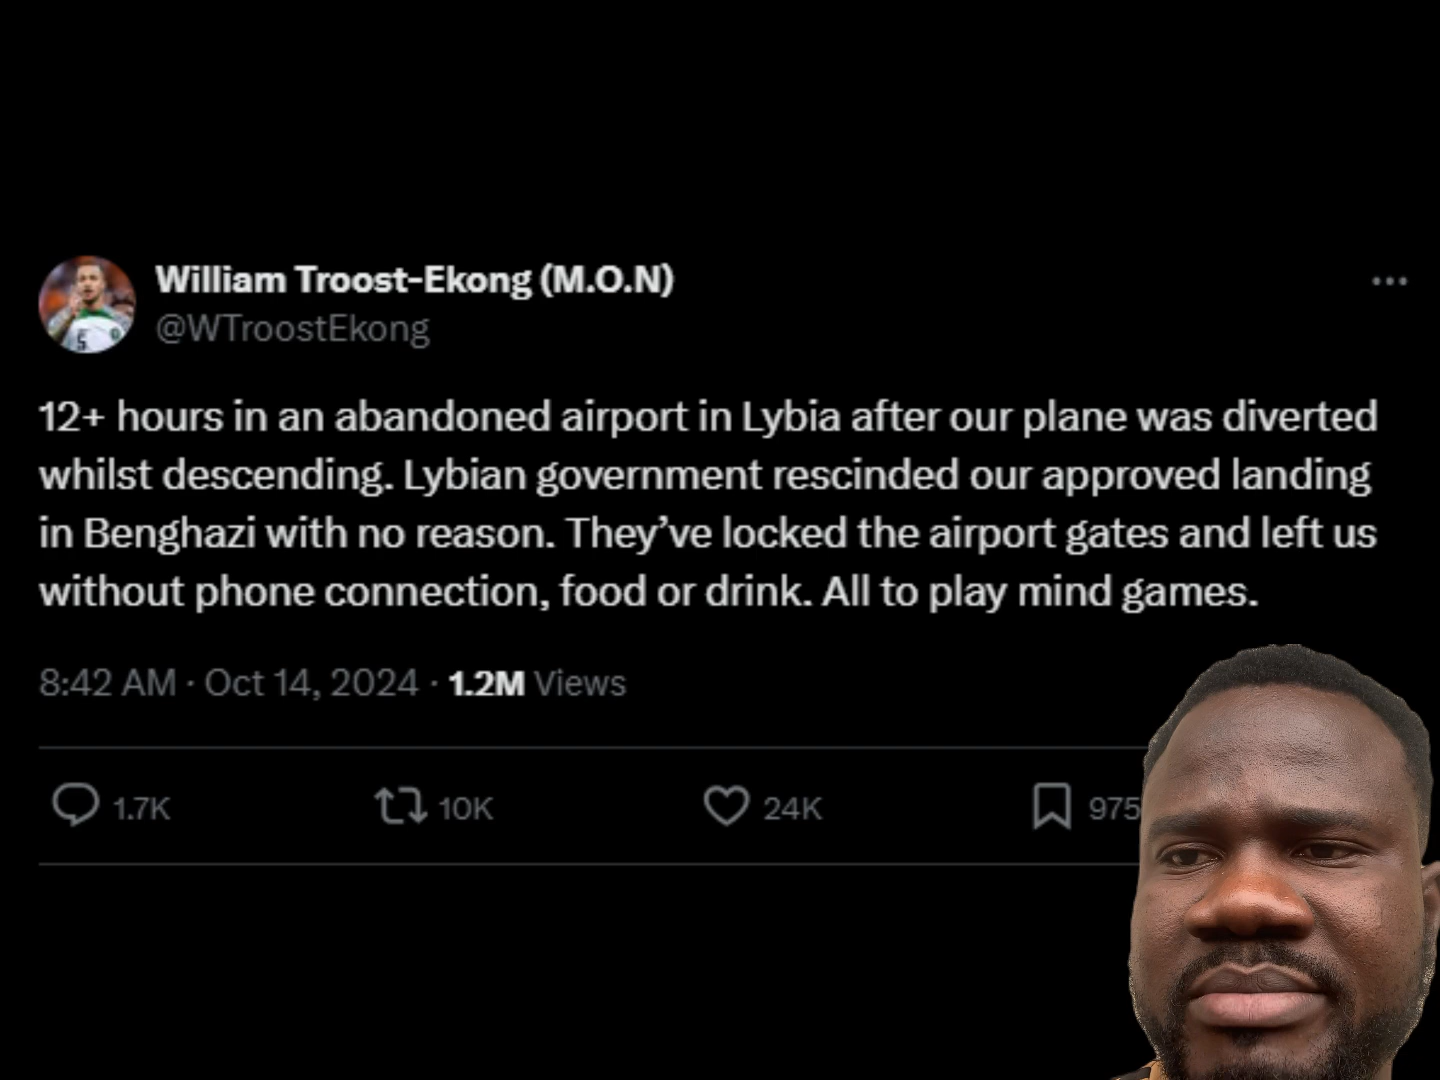 William Troost-Ekong (M.O.N)
@WTroostEkong
12+ hours in an abandoned airport in Lybia after our plane was diverted
whilst descending. Lybian government rescinded our approved landing
in Benghazi with no reason. They’ve locked the airport gates and left us
without phone connection, food or drink. All to play mind games.
8:42 AM · Oct 14, 2024 · 1.2M Views
1.7K 10K 24K 975